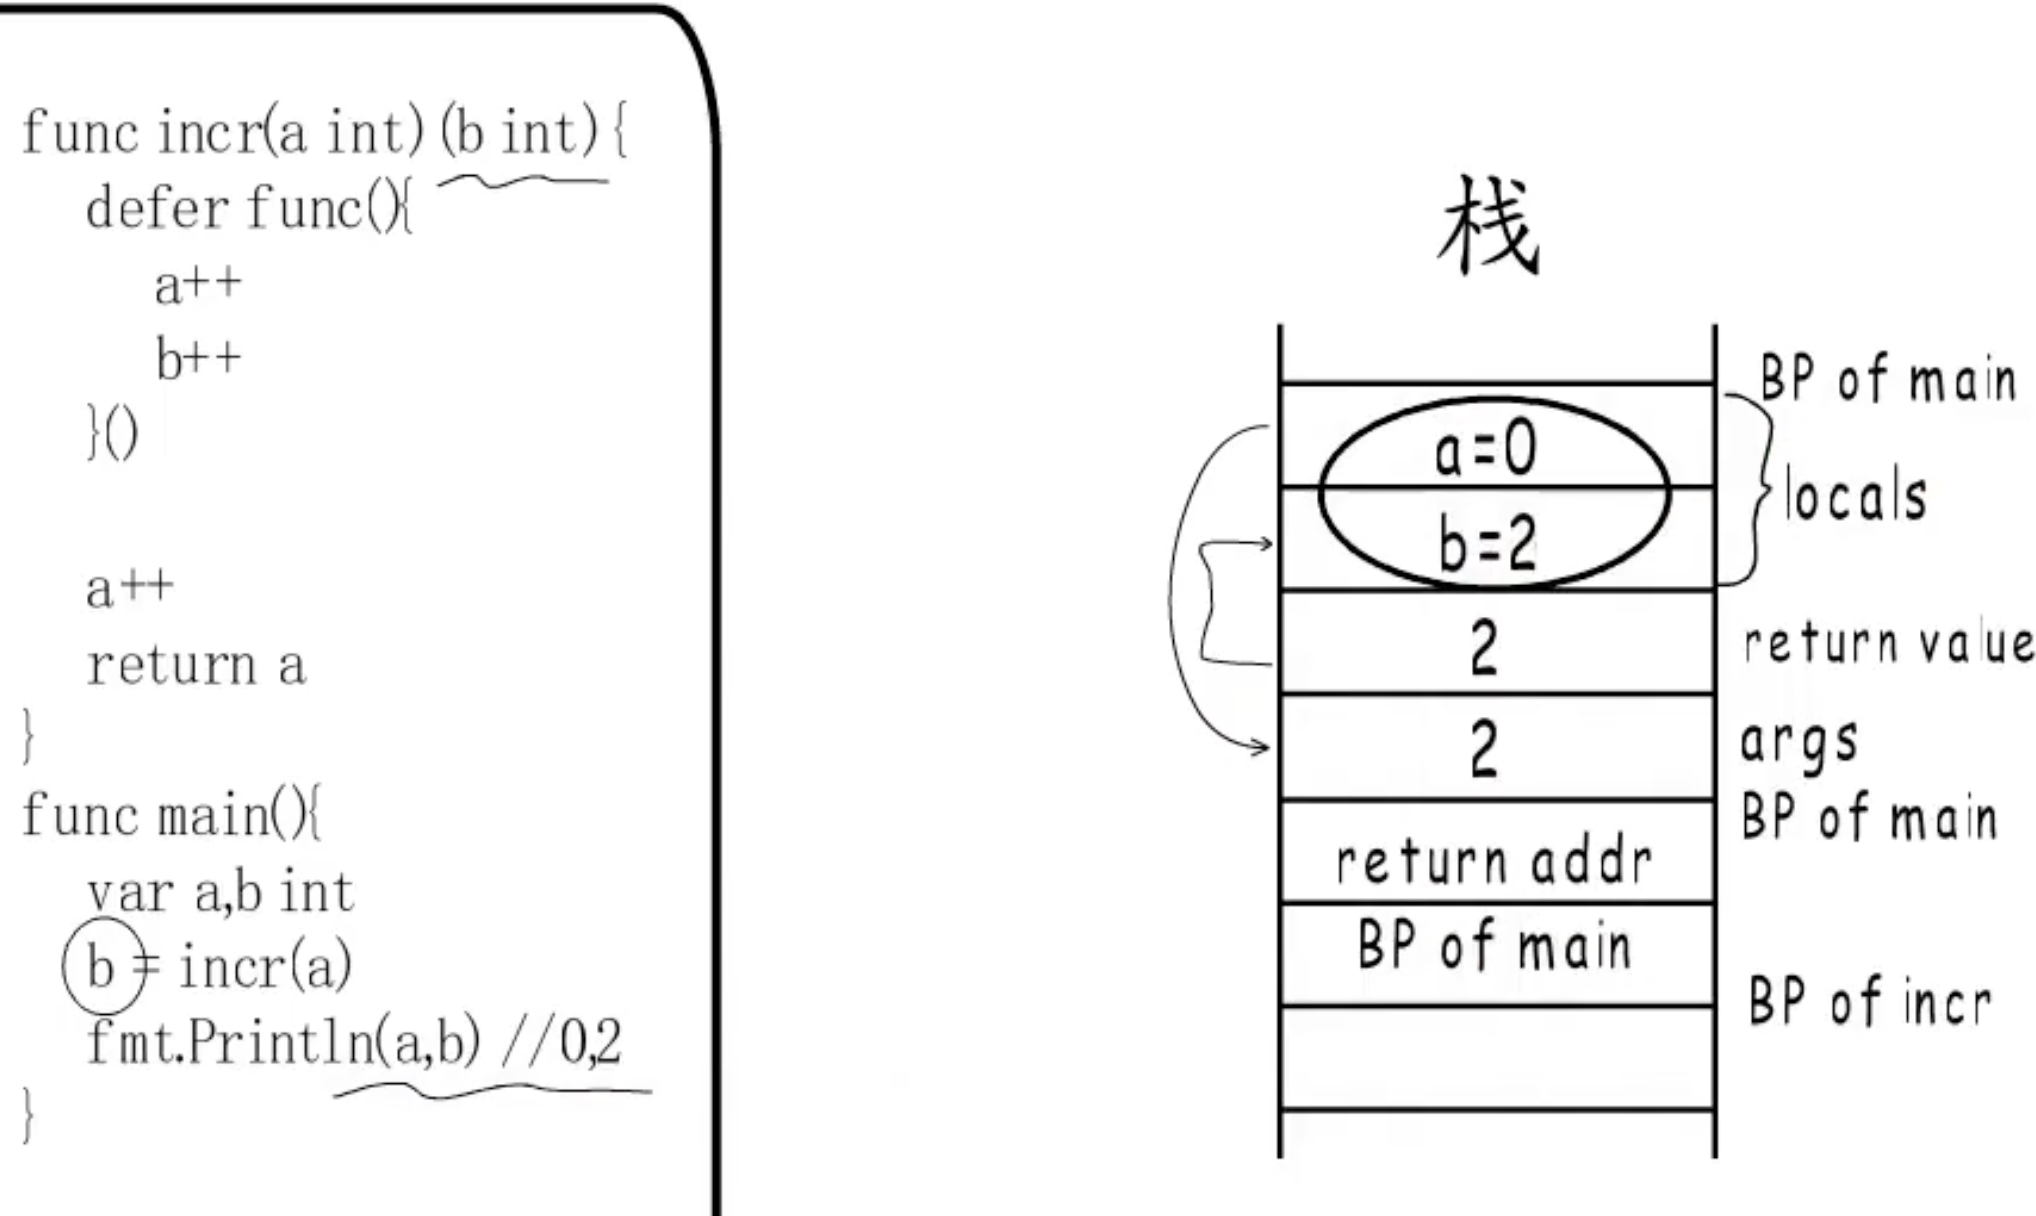 func incr(a int)(b int){
defer func(){
a++
b++
}()
a++
return a
}
func main(){
var a,b int
b = incr(a)
fmt.Println(a,b) //0,2
}
栈
BP of main
a=0
locals
b=2
2
return value
2
args
BP of main
return addr
BP of main
BP of incr